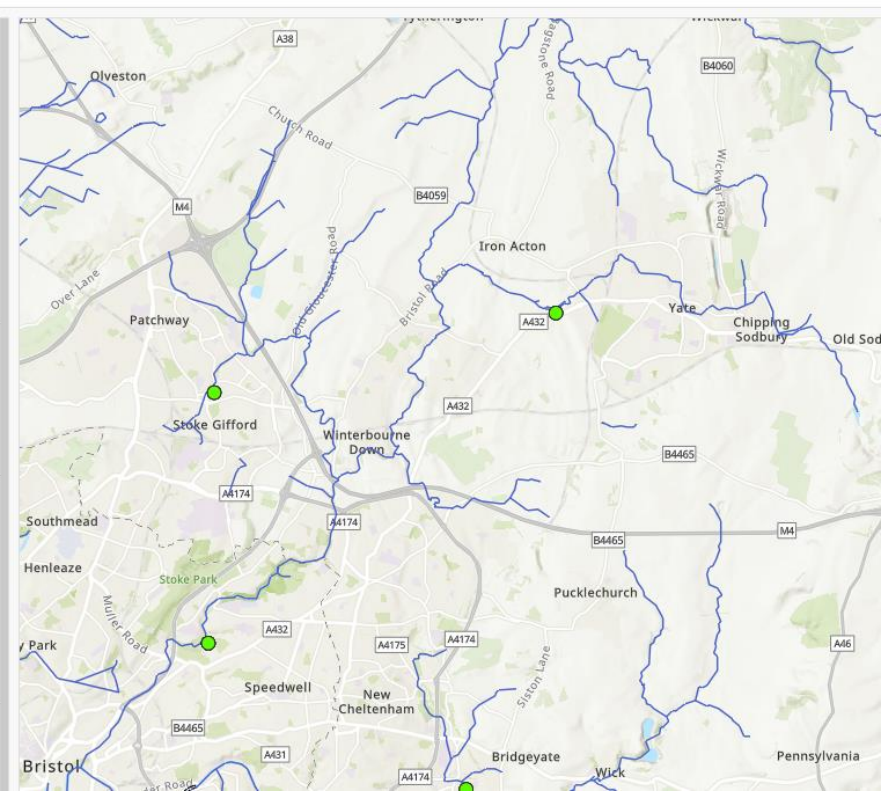 Tytherington
Wickwar
A38
Olveston
B4060
Church Road
Wickwar Road
B4059
M4
Iron Acton
Old Gloucester Road
Over Lane
Bristol Road
Patchway
A432
Yate
Chipping
Sodbury
Old Sod
A432
Stoke Gifford
Winterbourne
Down
B4465
A4174
Southmead
A4174
M4
B4465
Henleaze
Stoke Park
Pucklechurch
Muller Road
A432
A4175
A4174
A46
y Park
Siston Lane
Speedwell
New
Cheltenham
B4465
A431
Bridgeyate
Pennsylvania
Bristol
A4174
Wick